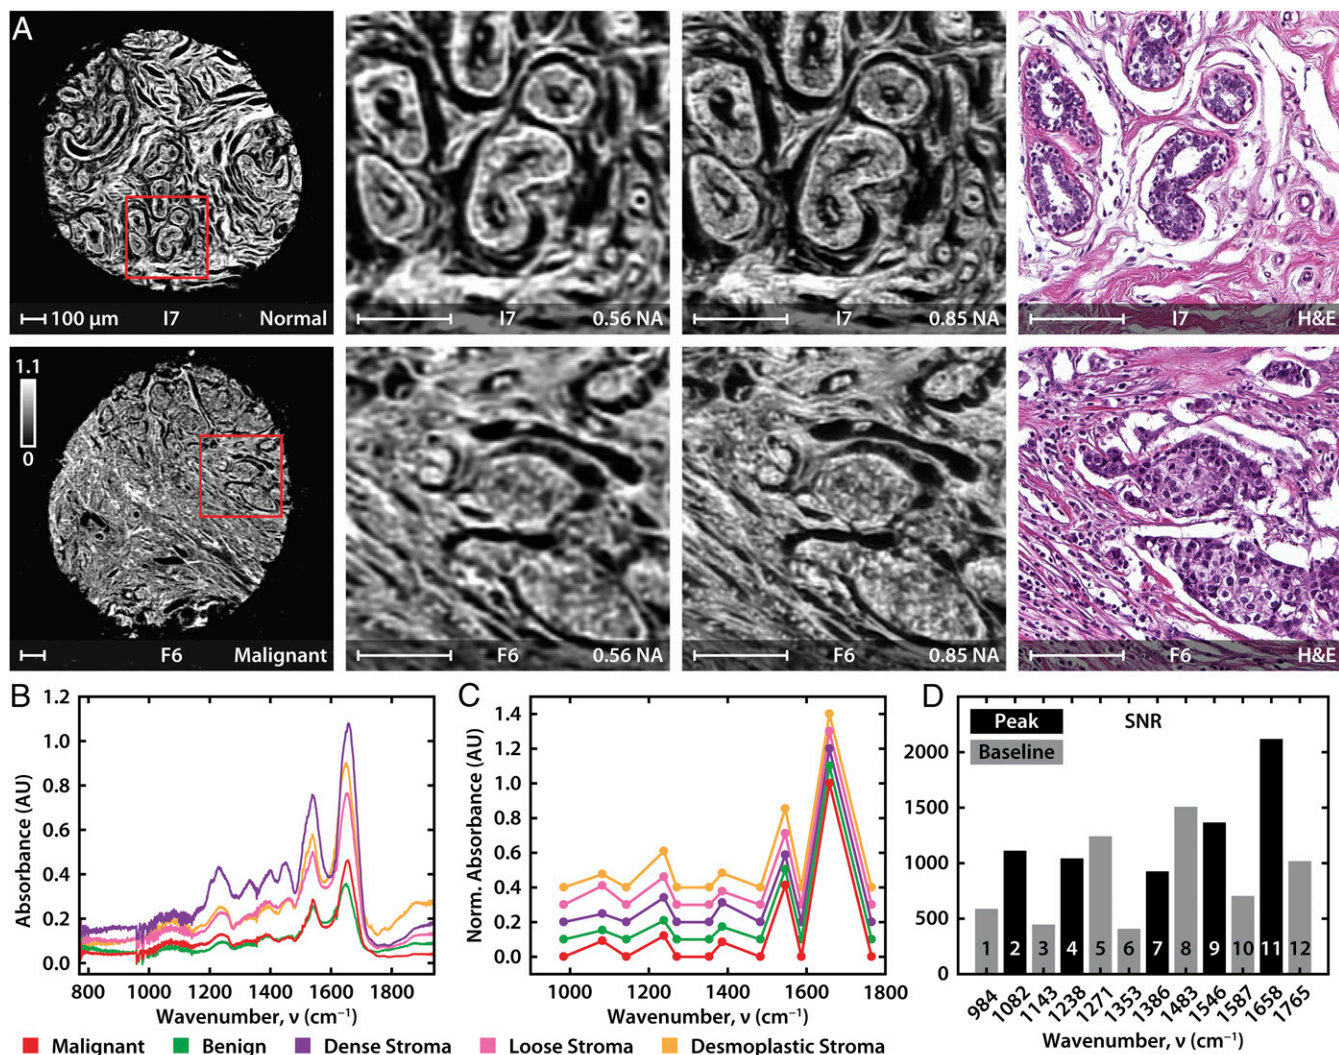 A
100 µm I7 Normal
I7 0.56 NA
I7 0.85 NA
I7 H&E
1.1
0
F6 Malignant
F6 0.56 NA
F6 0.85 NA
F6 H&E
B
1.2
1.0
0.8
0.6
0.4
0.2
0.0
Absorbance (AU)
800 1000 1200 1400 1600 1800
Wavenumber, ν (cm⁻¹)
C
1.4
1.2
1.0
0.8
0.6
0.4
0.2
0.0
Norm. Absorbance (AU)
1000 1200 1400 1600 1800
Wavenumber, ν (cm⁻¹)
D
Peak
Baseline
SNR
2000
1500
1000
500
0
1 2 3 4 5 6 7 8 9 10 11 12
984 1082 1143 1238 1271 1353 1386 1483 1546 1587 1658 1765
Wavenumber, ν (cm⁻¹)
Malignant Benign Dense Stroma Loose Stroma Desmoplastic Stroma